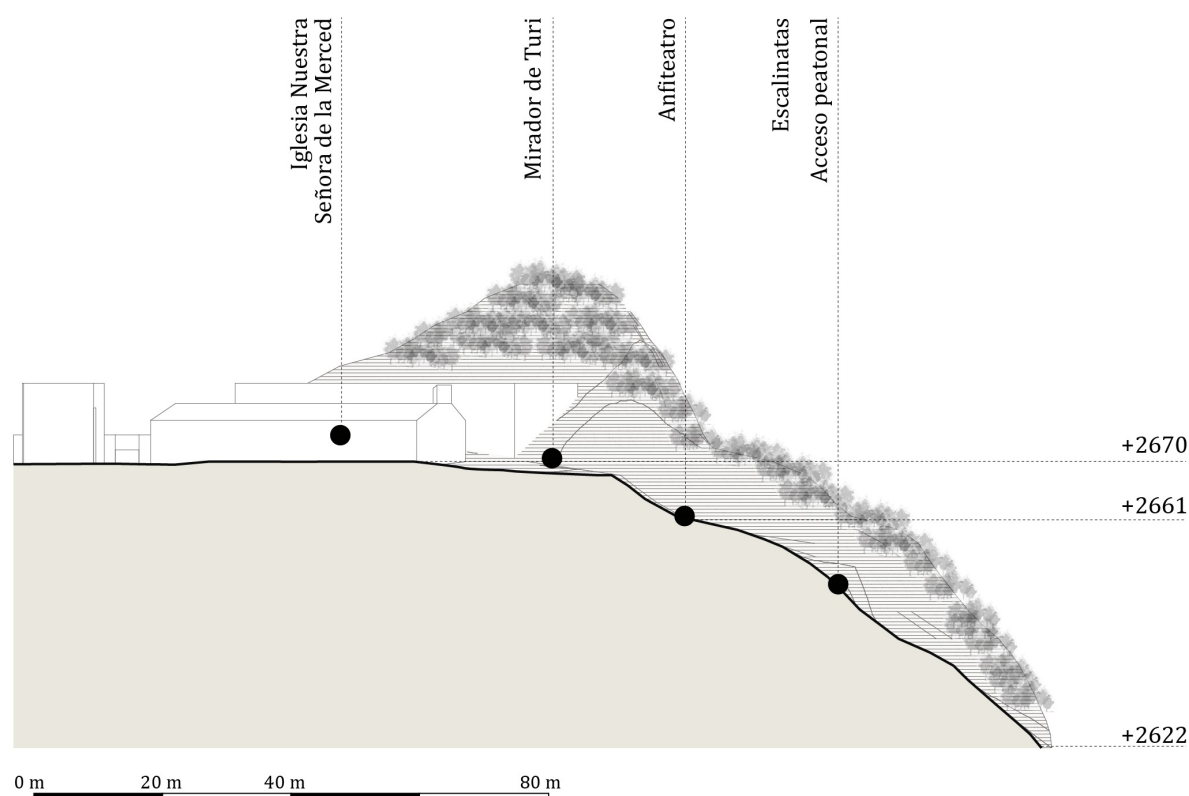 Iglesia Nuestra
Señora de la Merced
Mirador de Turi
Anfiteatro
Escalinatas
Acceso peatonal
+2670
+2661
+2622
0 m
20 m
40 m
80 m